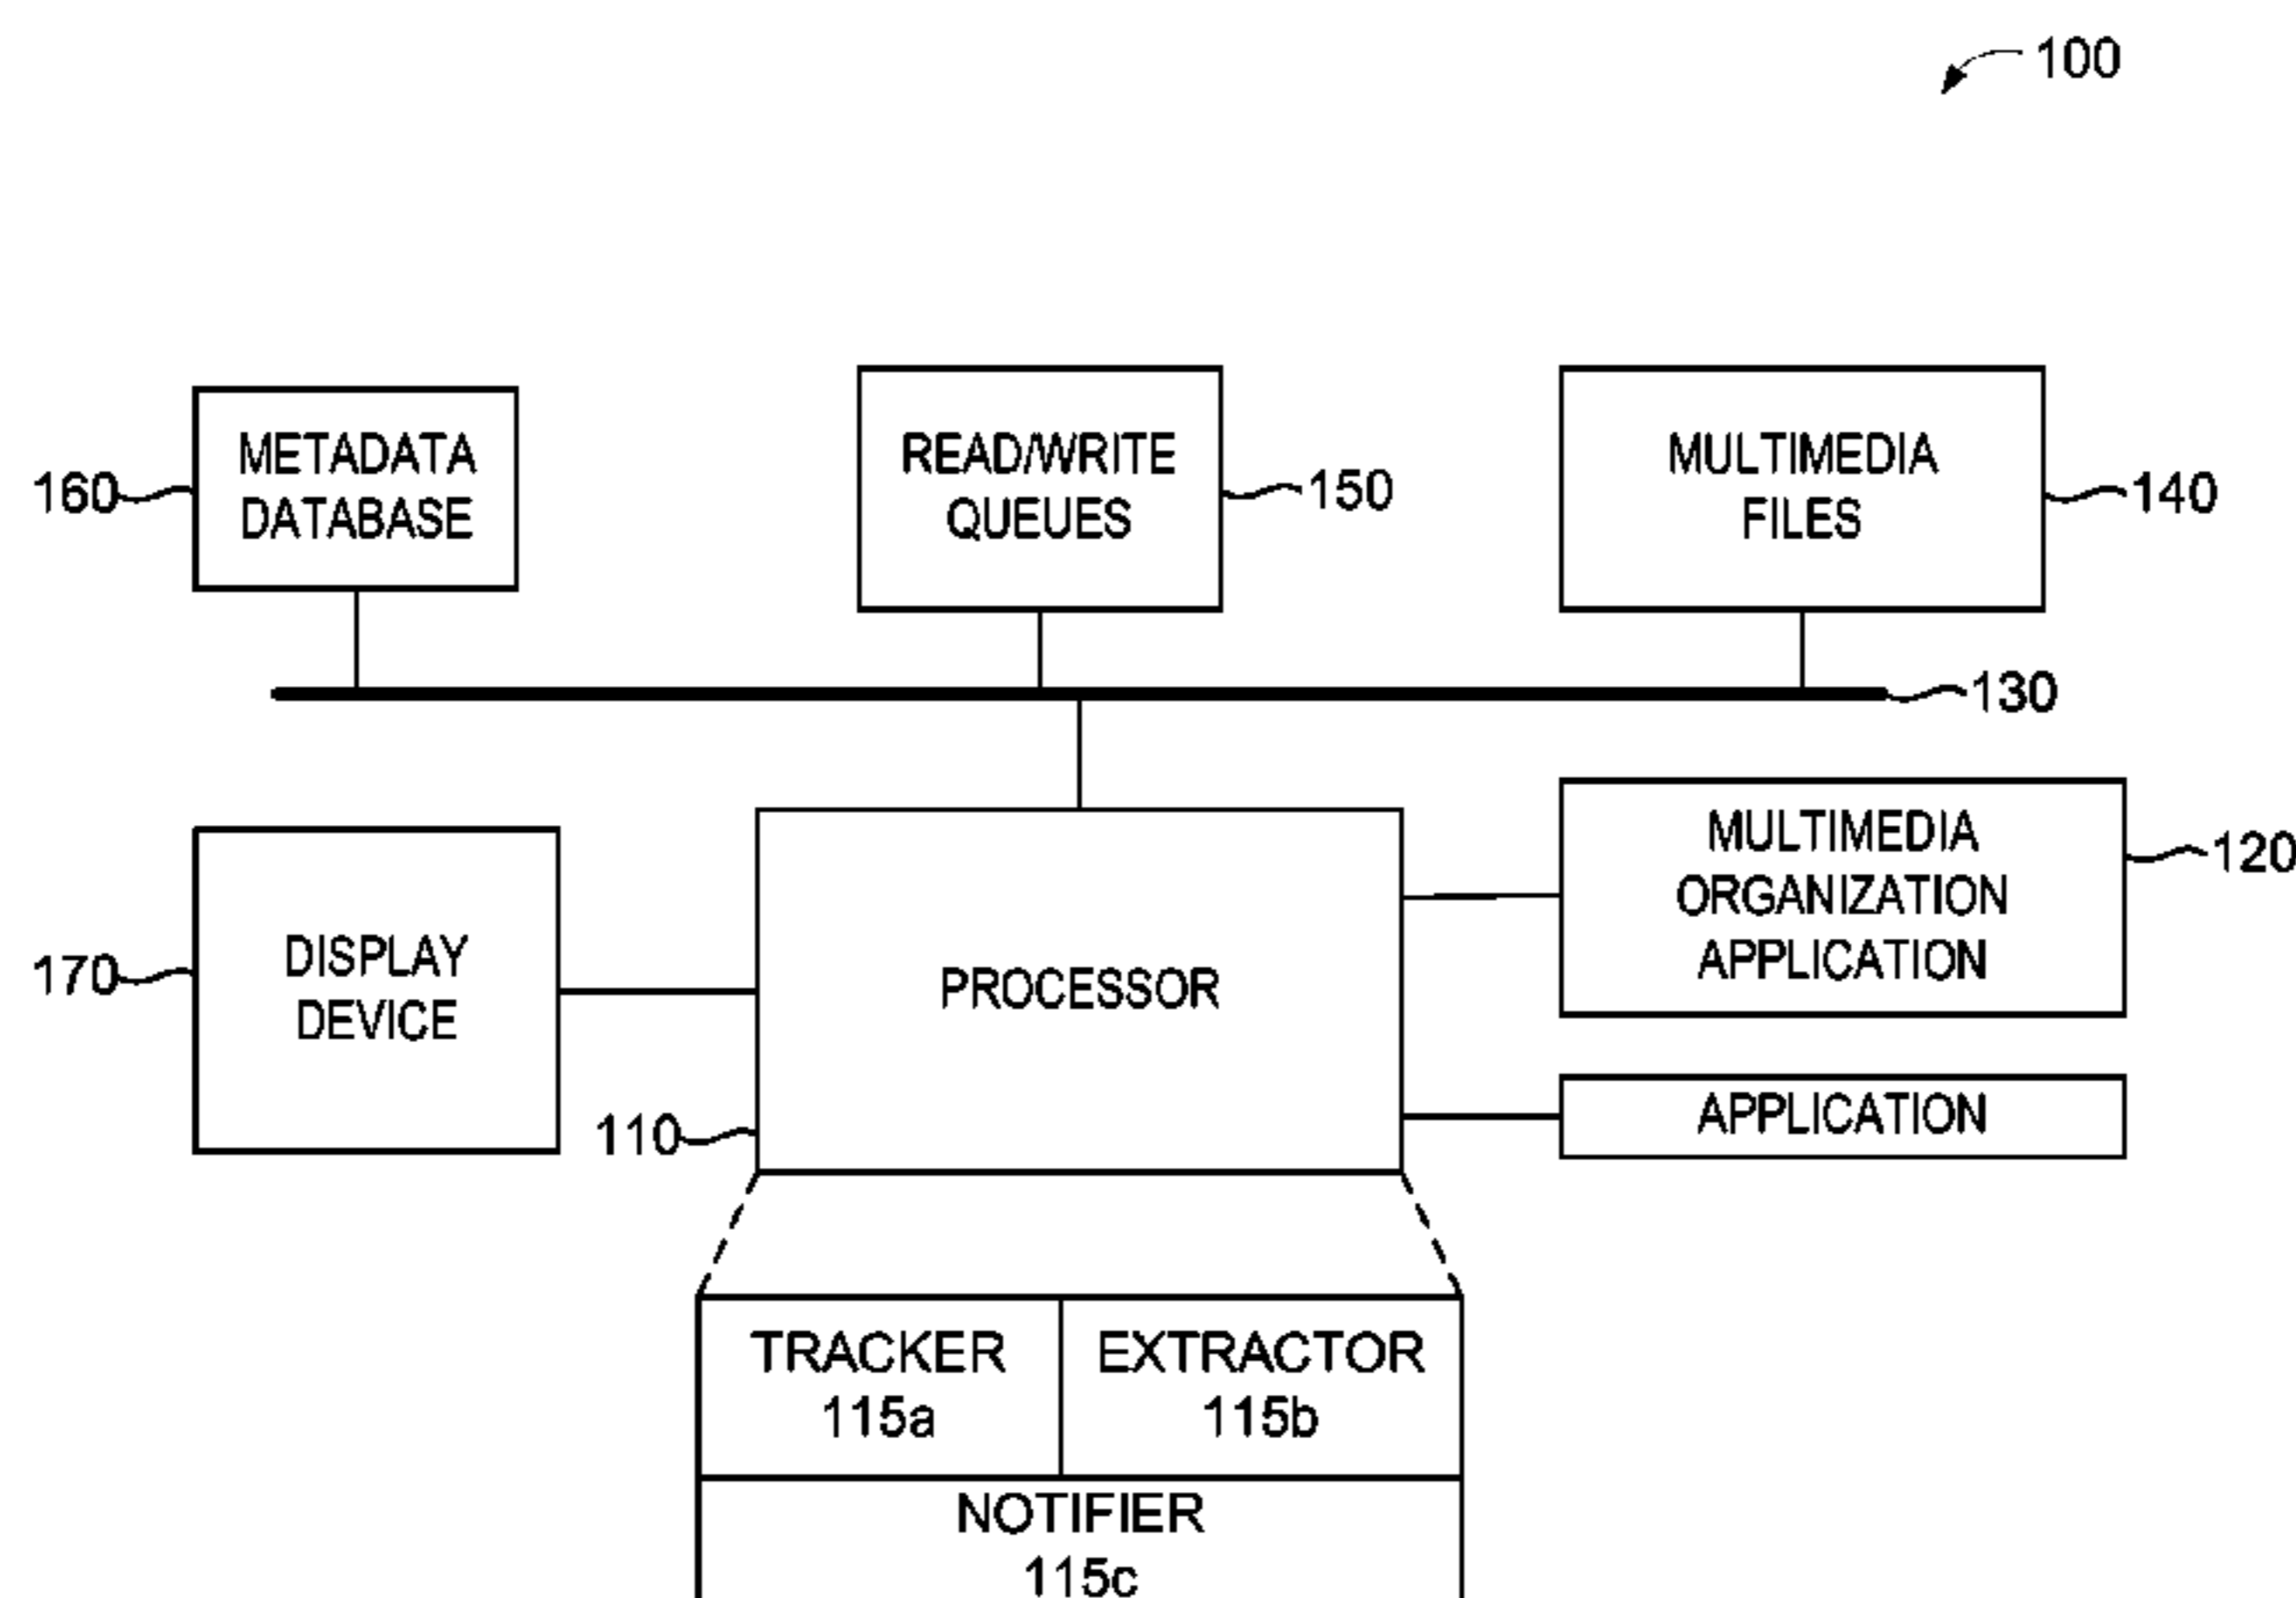 100
METADATA
DATABASE
160
READ/WRITE
QUEUES
150
MULTIMEDIA
FILES
140
130
DISPLAY
DEVICE
170
PROCESSOR
110
MULTIMEDIA
ORGANIZATION
APPLICATION
120
APPLICATION
TRACKER
115a
EXTRACTOR
115b
NOTIFIER
115c